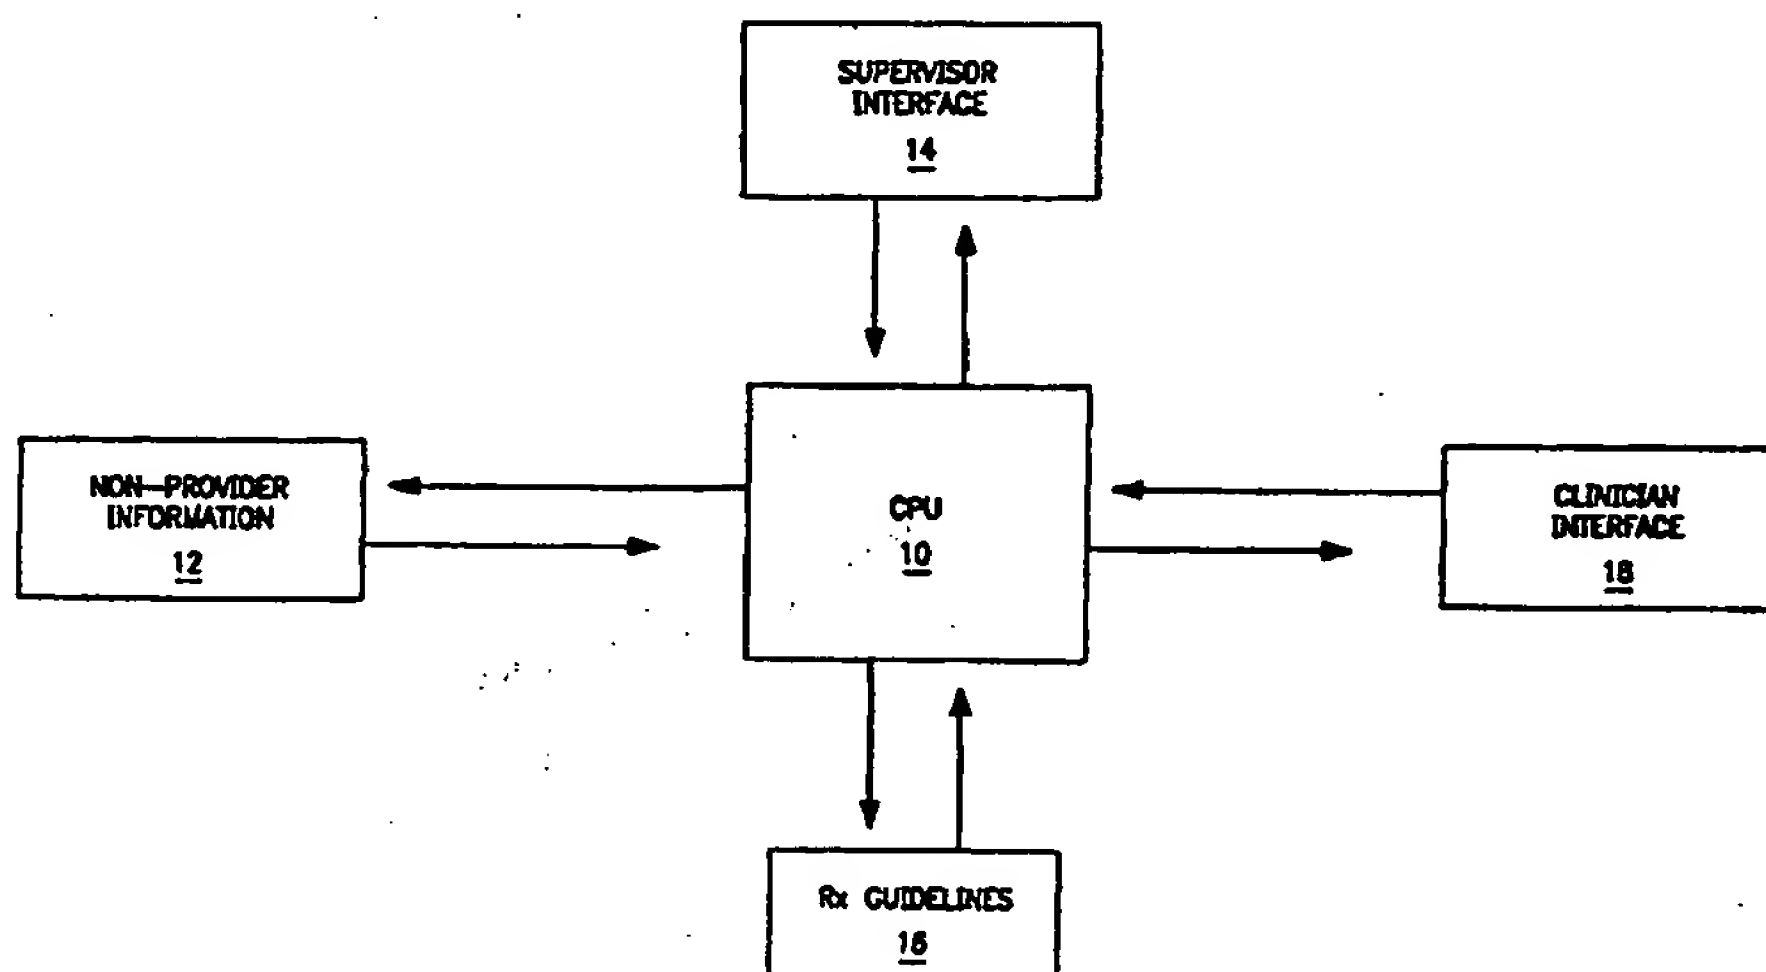 SUPERVISOR
INTERFACE
14
NON-PROVIDER
INFORMATION
12
CPU
10
CLINICIAN
INTERFACE
18
Rx GUIDELINES
16